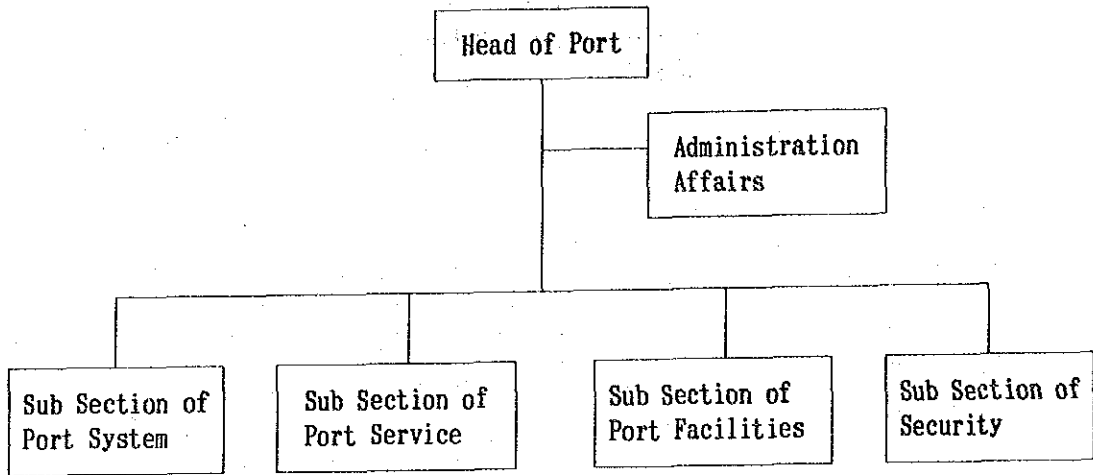 Head of Port
Administration
Affairs
Sub Section of
Port System
Sub Section of
Port Service
Sub Section of
Port Facilities
Sub Section of
Security